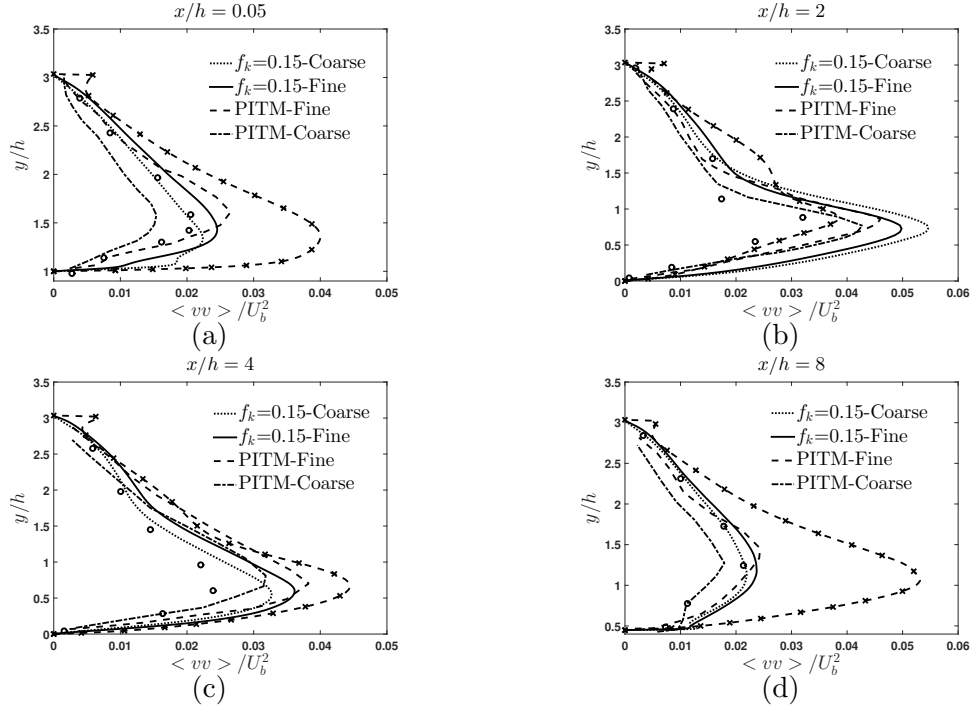 x/h = 0.05
3.5
3
2.5
2
1.5
1
y/h
f_k=0.15-Coarse
f_k=0.15-Fine
PITM-Fine
PITM-Coarse
0 0.01 0.02 0.03 0.04 0.05
< vv > /U_b^2
(a)
x/h = 2
3.5
3
2.5
2
1.5
1
0.5
0
y/h
f_k=0.15-Coarse
f_k=0.15-Fine
PITM-Fine
PITM-Coarse
0 0.01 0.02 0.03 0.04 0.05 0.06
< vv > /U_b^2
(b)
x/h = 4
3.5
3
2.5
2
1.5
1
0.5
0
y/h
f_k=0.15-Coarse
f_k=0.15-Fine
PITM-Fine
PITM-Coarse
0 0.01 0.02 0.03 0.04 0.05
< vv > /U_b^2
(c)
x/h = 8
3.5
3
2.5
2
1.5
1
0.5
y/h
f_k=0.15-Coarse
f_k=0.15-Fine
PITM-Fine
PITM-Coarse
0 0.01 0.02 0.03 0.04 0.05 0.06
< vv > /U_b^2
(d)